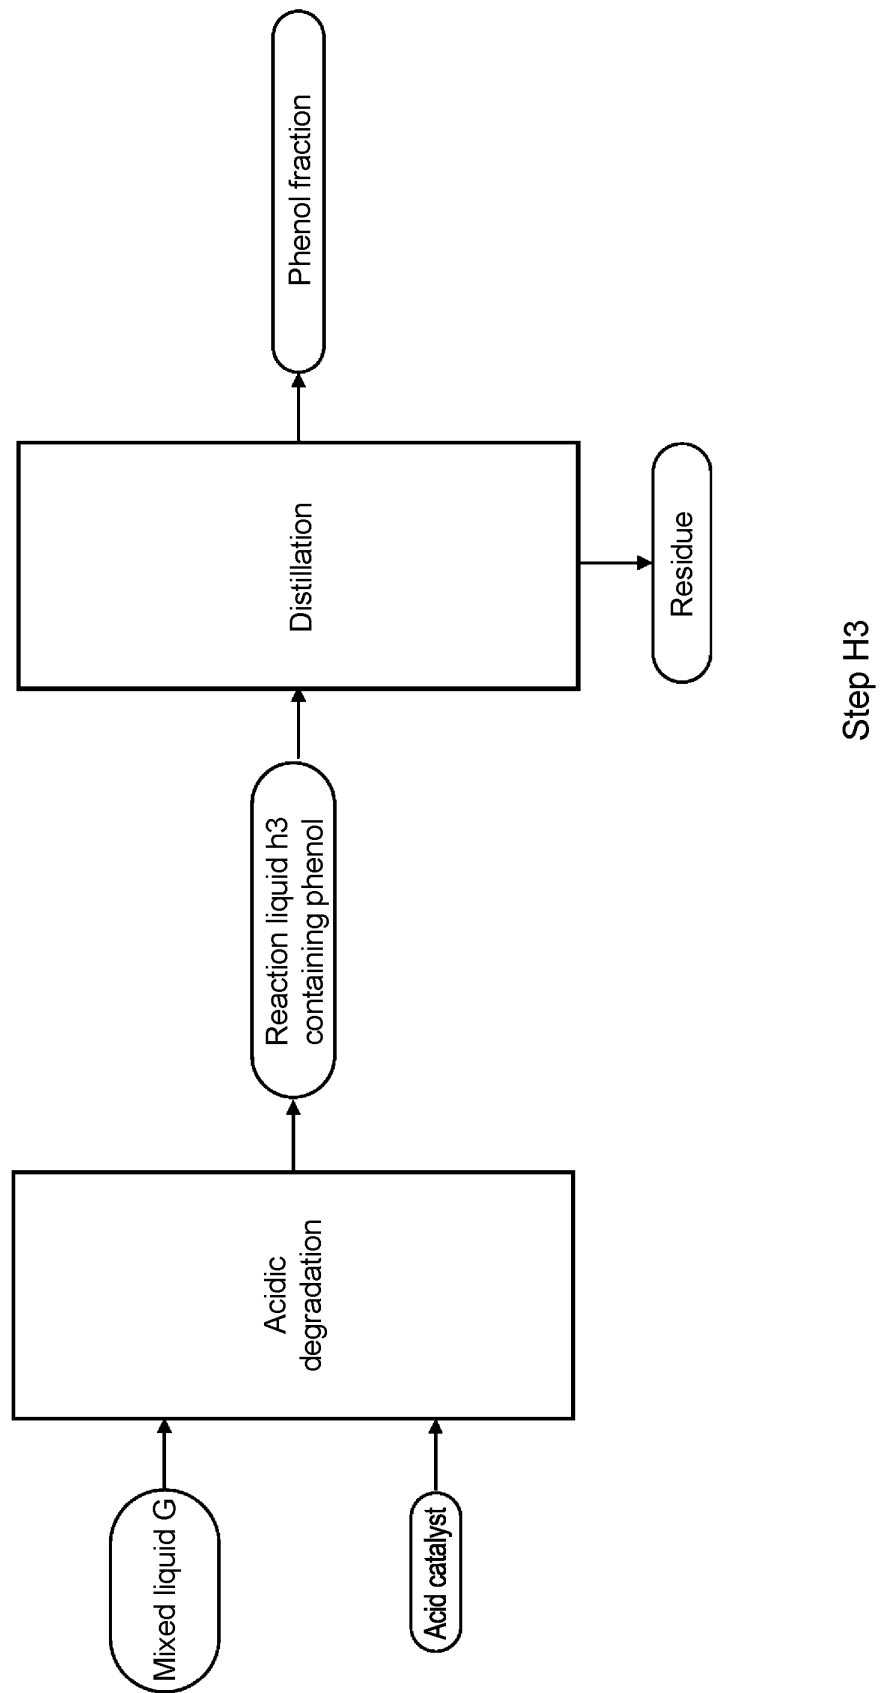 Mixed liquid G
Acid catalyst
Acidic
degradation
Reaction liquid h3
containing phenol
Distillation
Phenol fraction
Residue
Step H3